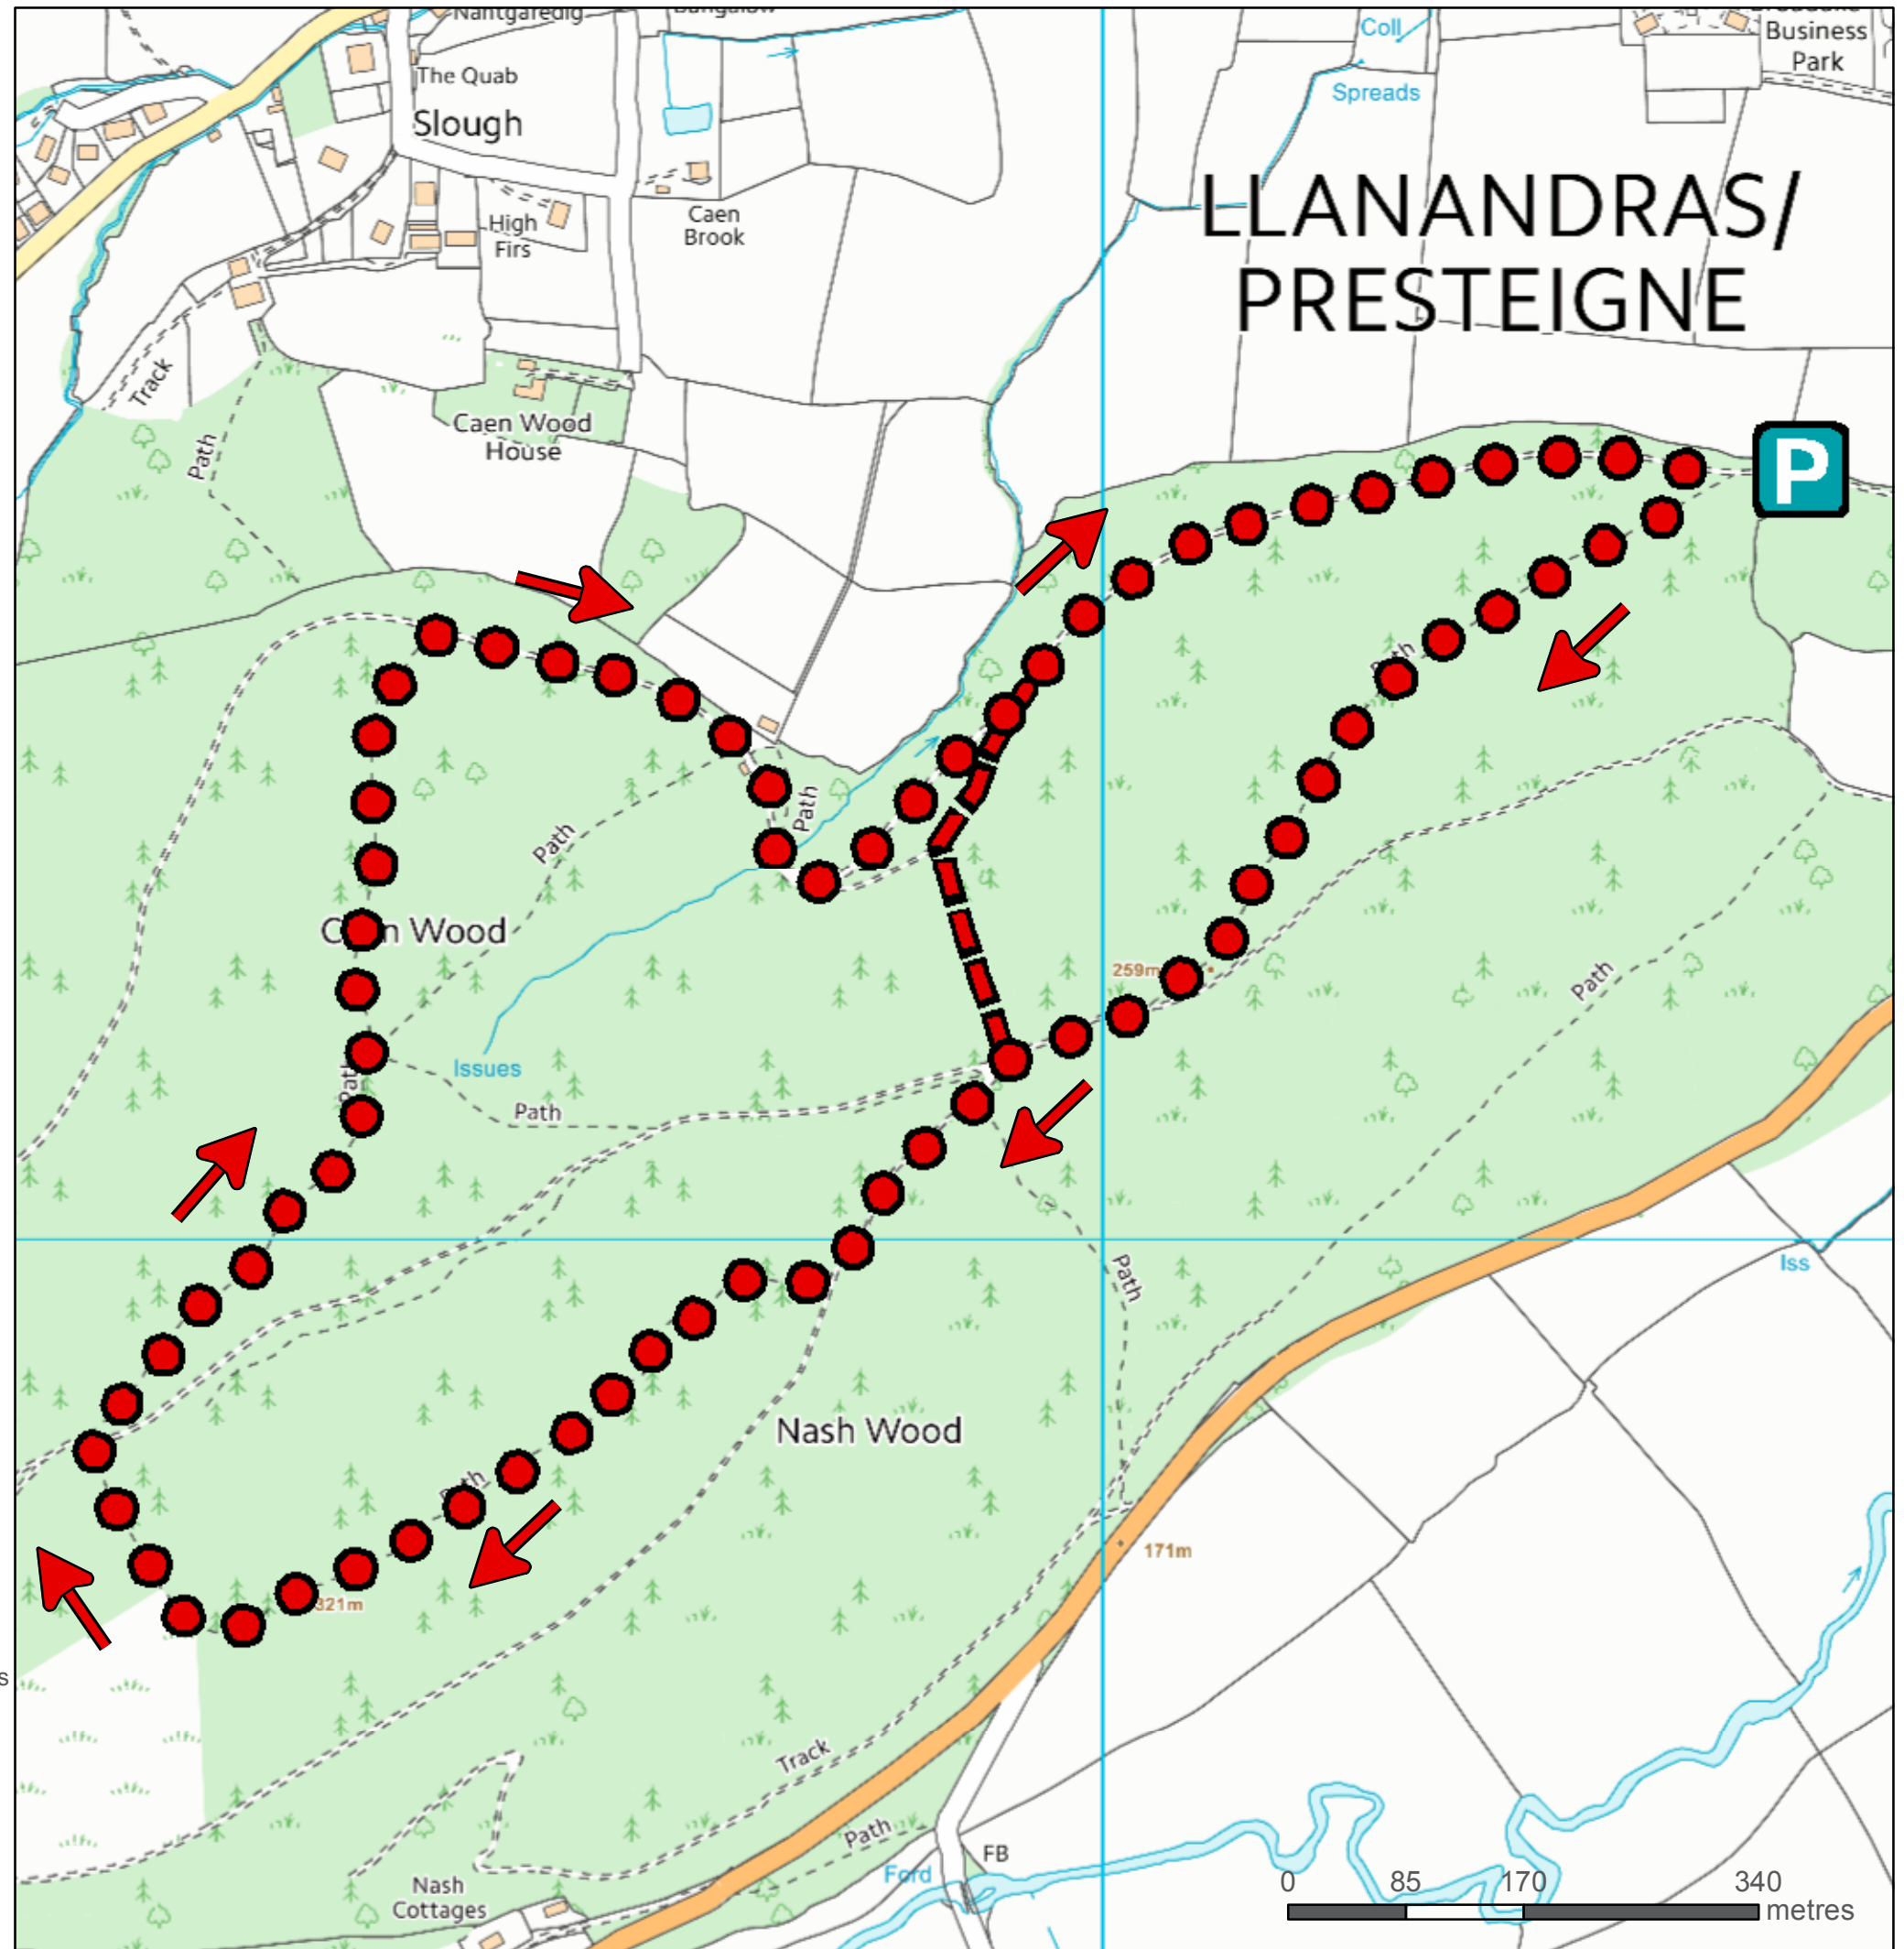 Nantgaredig
Bungalow
The Quab
Slough
Coll
Spreads
Business
Park
LLANANDRAS/
PRESTEIGNE
High
Firs
Caen
Brook
P
Track
Path
Caen Wood
House
Path
Path
Path
Wood
259m
Path
Issues
Path
Path
Iss
Nash Wood
171m
321m
s
Track
Path
FB
Ford
Nash
Cottages
0 85 170 340
metres